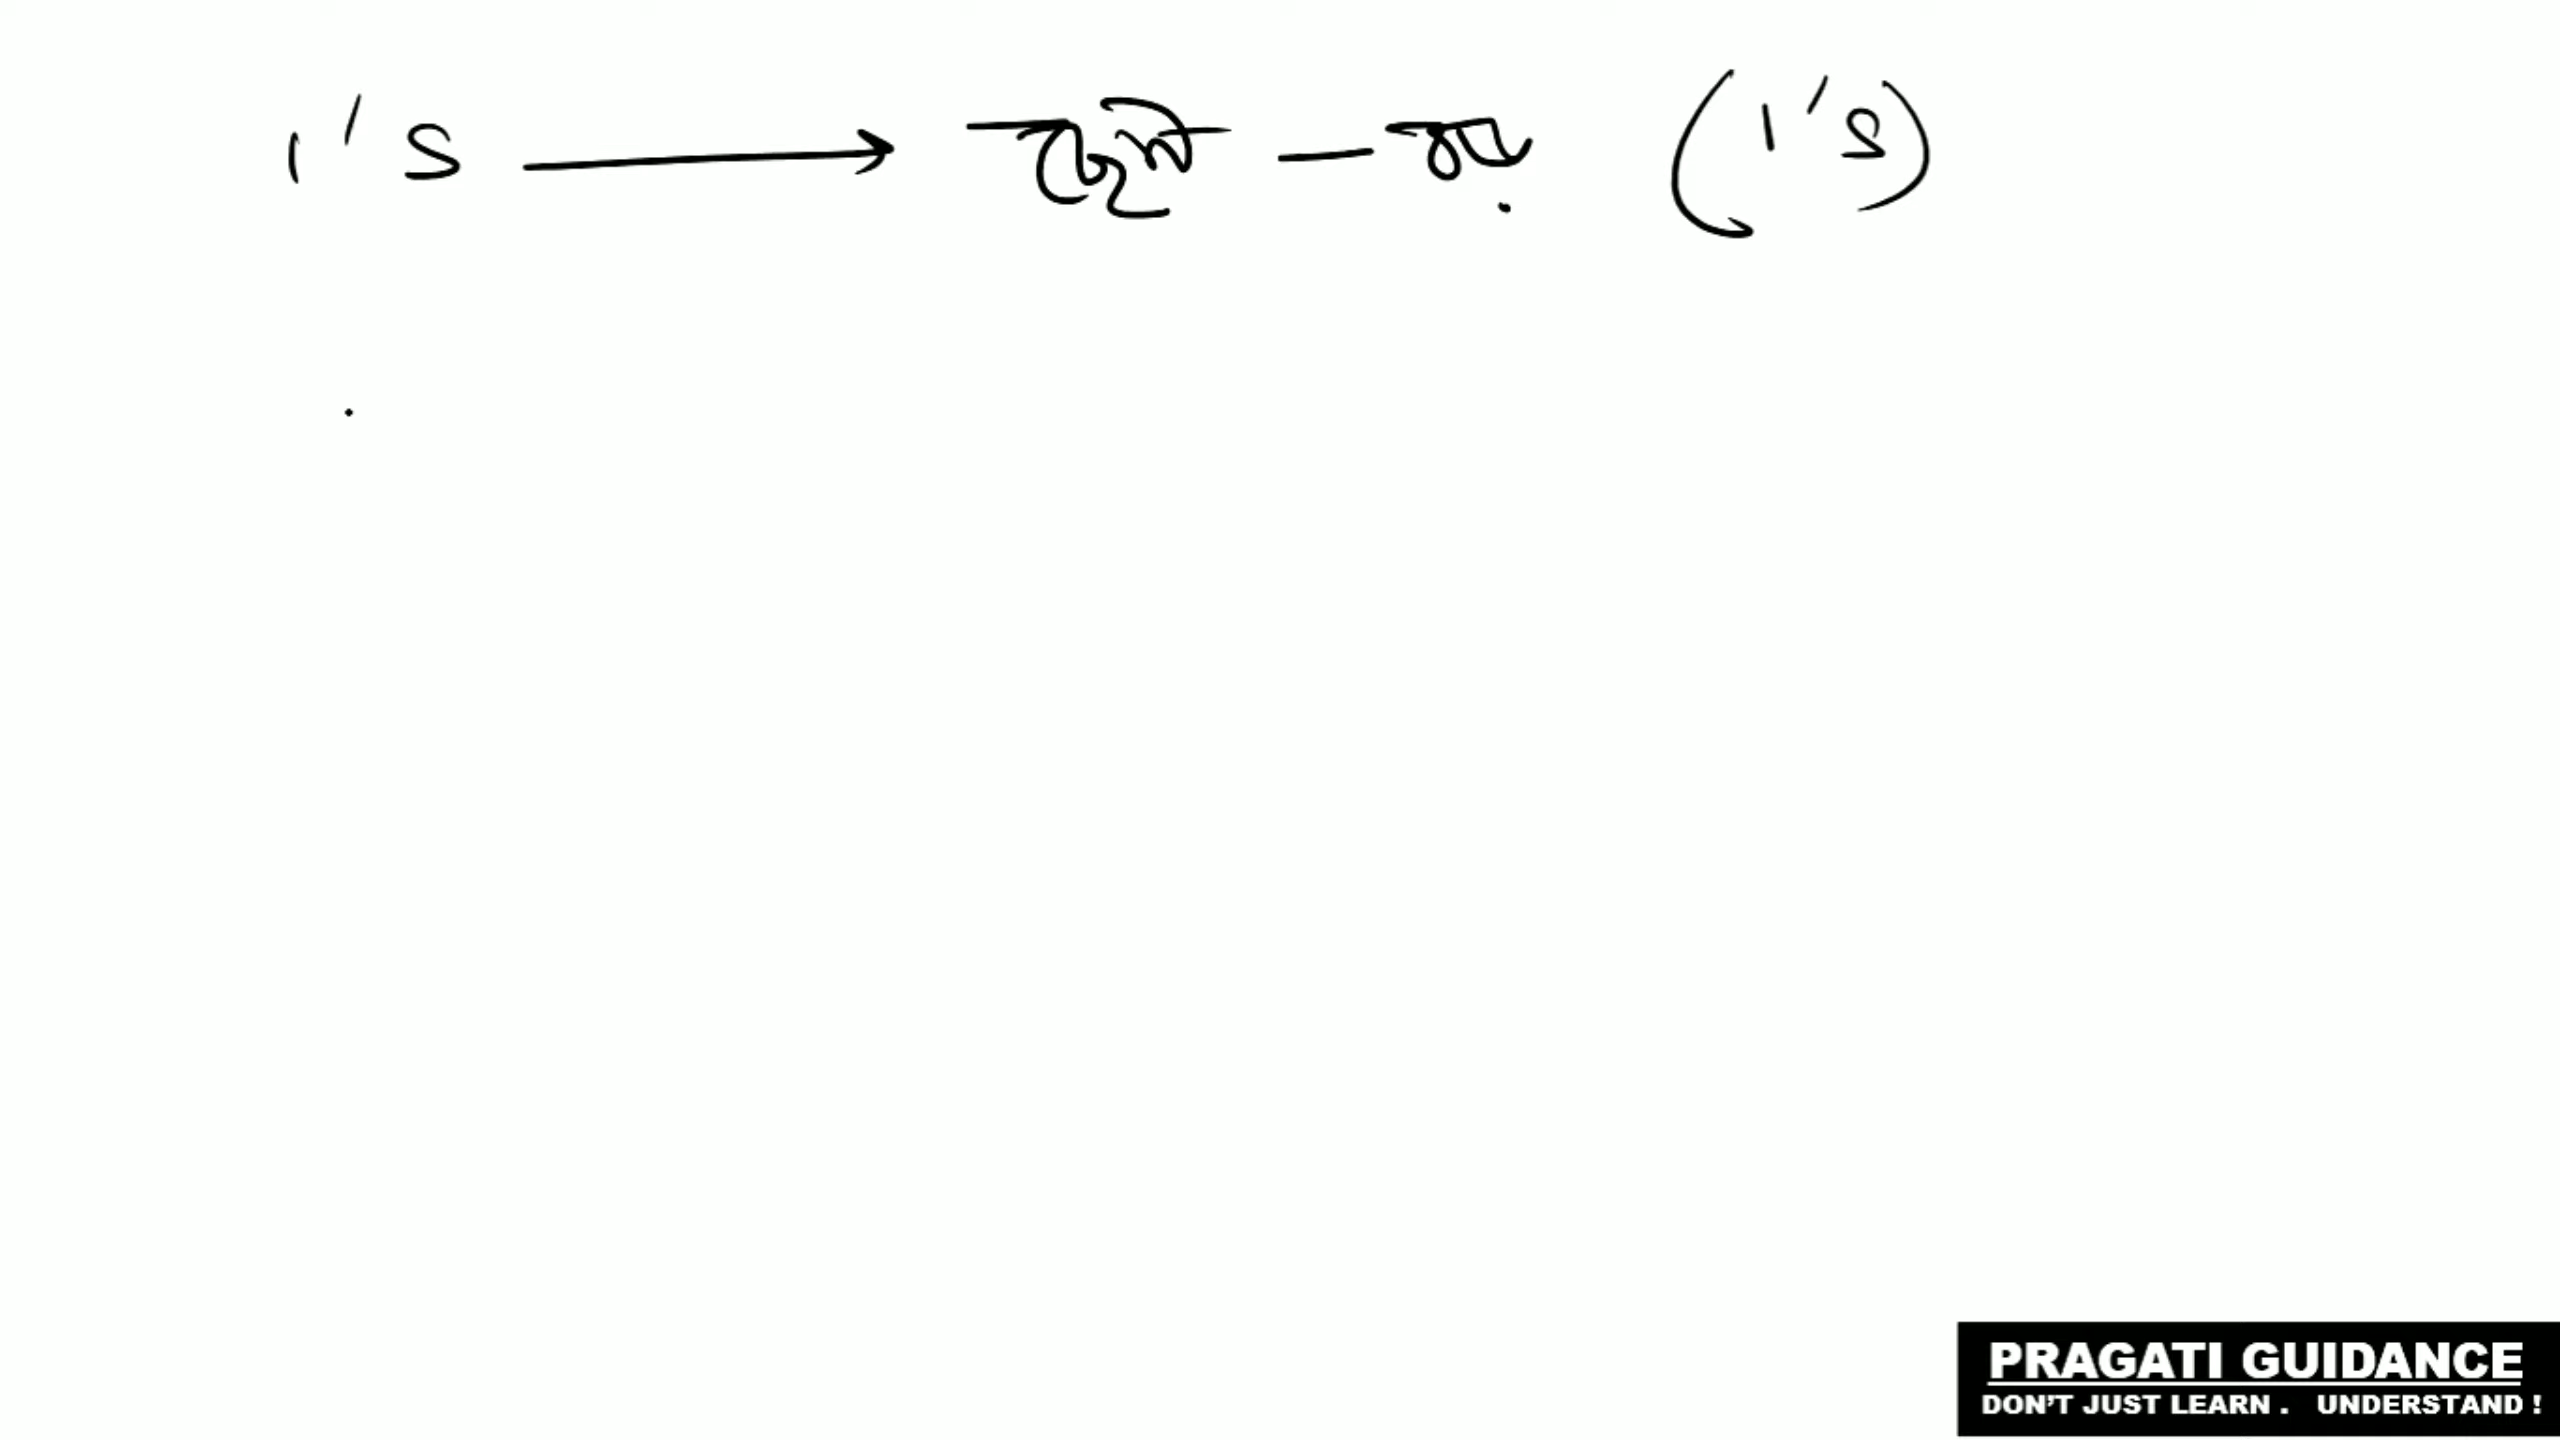 1's → — (1's)
PRAGATI GUIDANCE
DON'T JUST LEARN . UNDERSTAND !